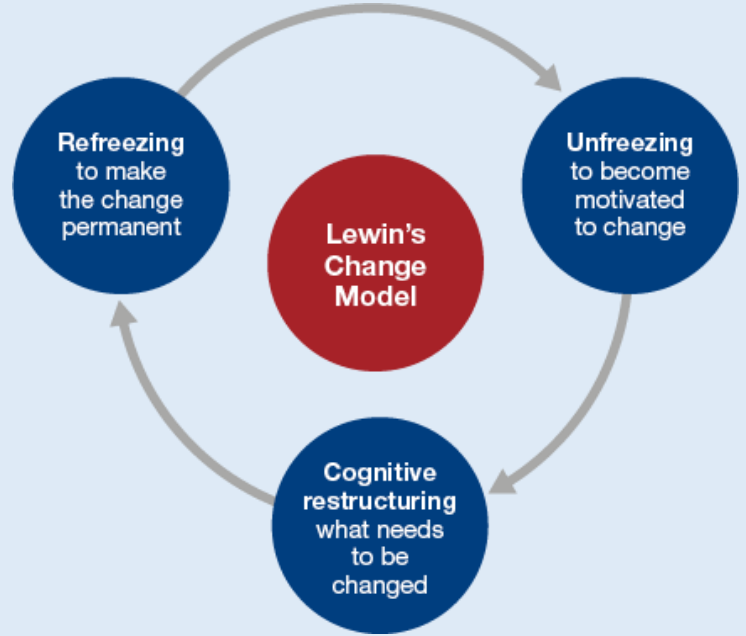 Refreezing
to make
the change
permanent
Unfreezing
to become
motivated
to change
Lewin's
Change
Model
Cognitive
restructuring
what needs
to be
changed